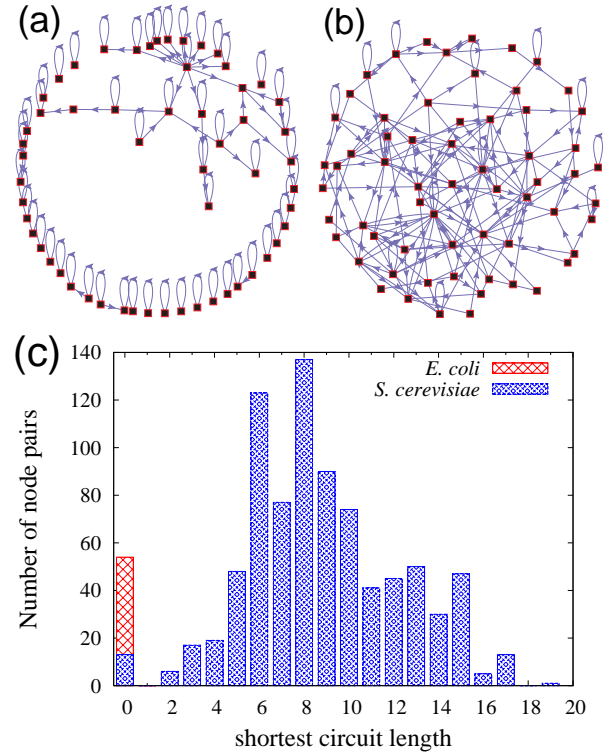 (a)
(b)
(c)
E. coli
S. cerevisiae
Number of node pairs
140
120
100
80
60
40
20
0
0 2 4 6 8 10 12 14 16 18 20
shortest circuit length